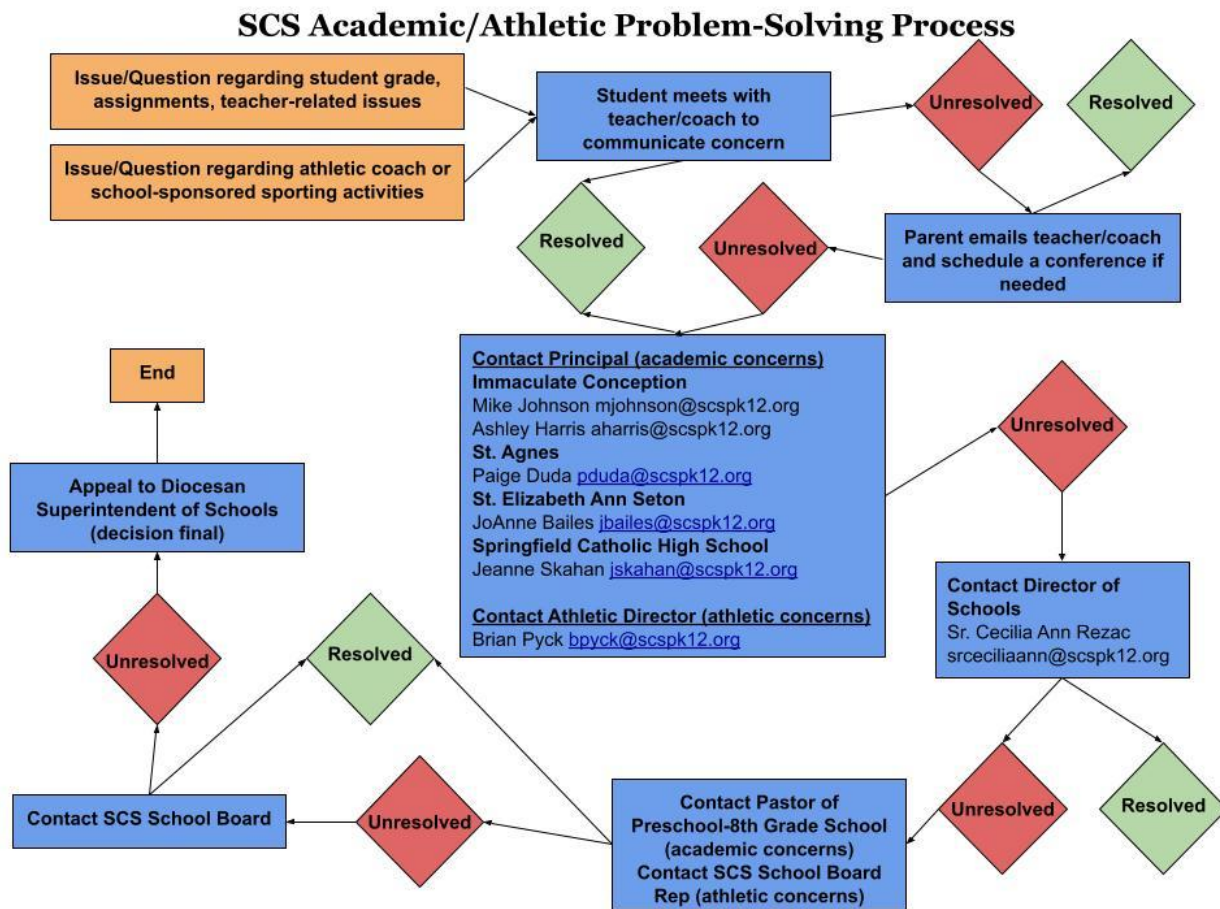 SCS Academic/Athletic Problem-Solving Process
Issue/Question regarding student grade,
assignments, teacher-related issues
Issue/Question regarding athletic coach or
school-sponsored sporting activities
Student meets with
teacher/coach to
communicate concern
Unresolved
Resolved
Parent emails teacher/coach
and schedule a conference if
needed
Resolved
Unresolved
Contact Principal (academic concerns)
Immaculate Conception
Mike Johnson mjohnson@scspk12.org
Ashley Harris aharris@scspk12.org
St. Agnes
Paige Duda pduda@scspk12.org
St. Elizabeth Ann Seton
JoAnne Bailes jbailes@scspk12.org
Springfield Catholic High School
Jeanne Skahan jskahan@scspk12.org
Contact Athletic Director (athletic concerns)
Brian Pyck bpyck@scspk12.org
Unresolved
Contact Director of
Schools
Sr. Cecilia Ann Rezac
srceciliaann@scspk12.org
Unresolved
Resolved
Contact Pastor of
Preschool-8th Grade School
(academic concerns)
Contact SCS School Board
Rep (athletic concerns)
Unresolved
Resolved
Contact SCS School Board
Unresolved
Appeal to Diocesan
Superintendent of Schools
(decision final)
End